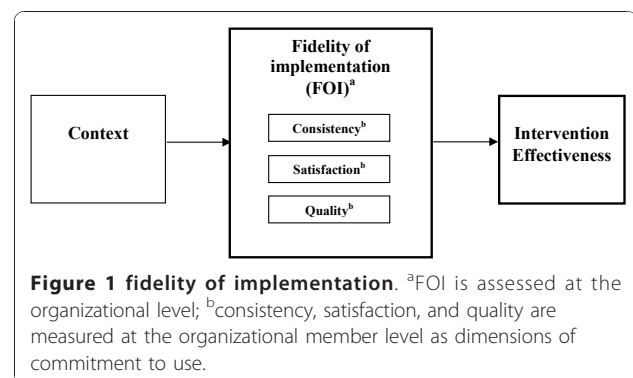 Fidelity of
implementation
(FOI)ᵃ
Context
Consistencyᵇ
Satisfactionᵇ
Qualityᵇ
Intervention
Effectiveness
Figure 1 fidelity of implementation. ᵃFOI is assessed at the
organizational level; ᵇconsistency, satisfaction, and quality are
measured at the organizational member level as dimensions of
commitment to use.